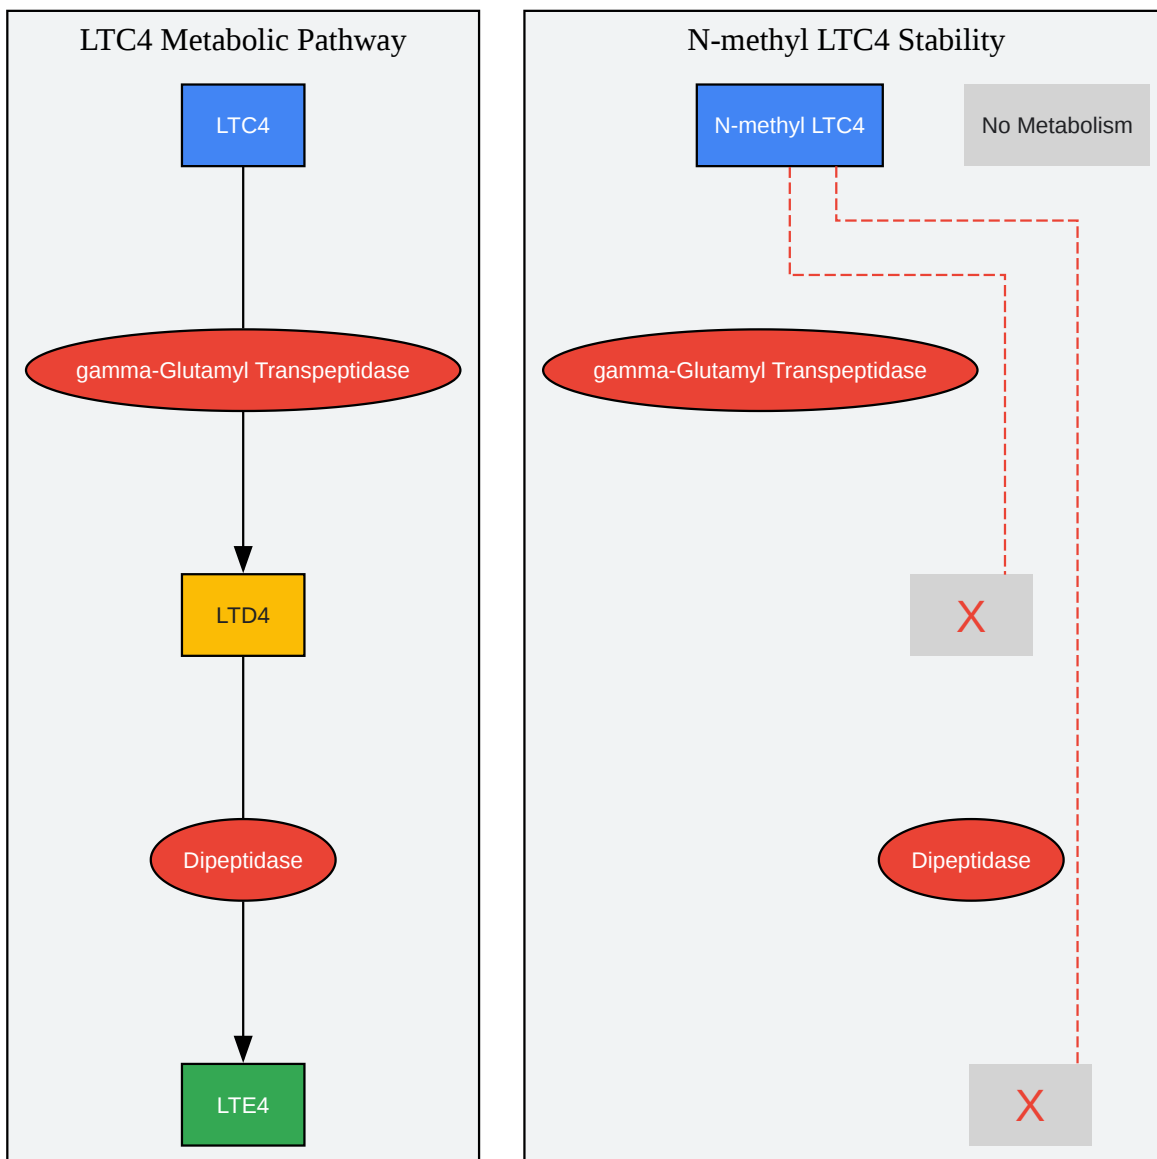 LTC4 Metabolic Pathway
LTC4
gamma-Glutamyl Transpeptidase
LTD4
Dipeptidase
LTE4
N-methyl LTC4 Stability
N-methyl LTC4
No Metabolism
gamma-Glutamyl Transpeptidase
X
Dipeptidase
X